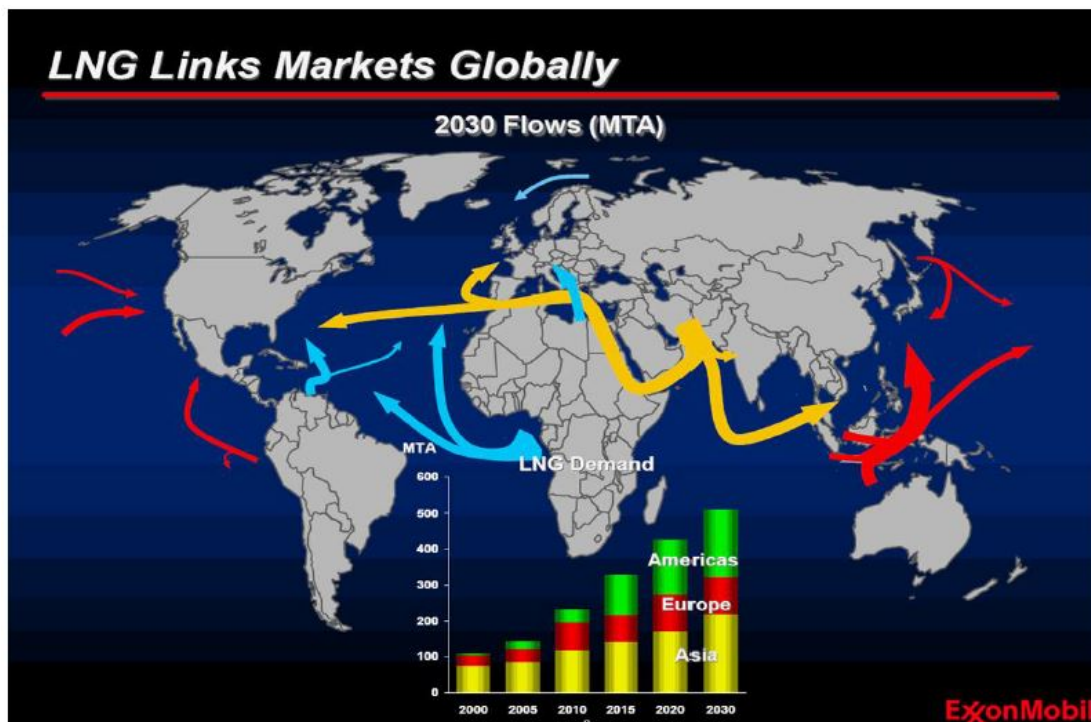 LNG Links Markets Globally
2030 Flows (MTA)
MTA
LNG Demand
600
500
400
300
200
100
0
Americas
Europe
Asia
2000 2005 2010 2015 2020 2030
ExxonMobil